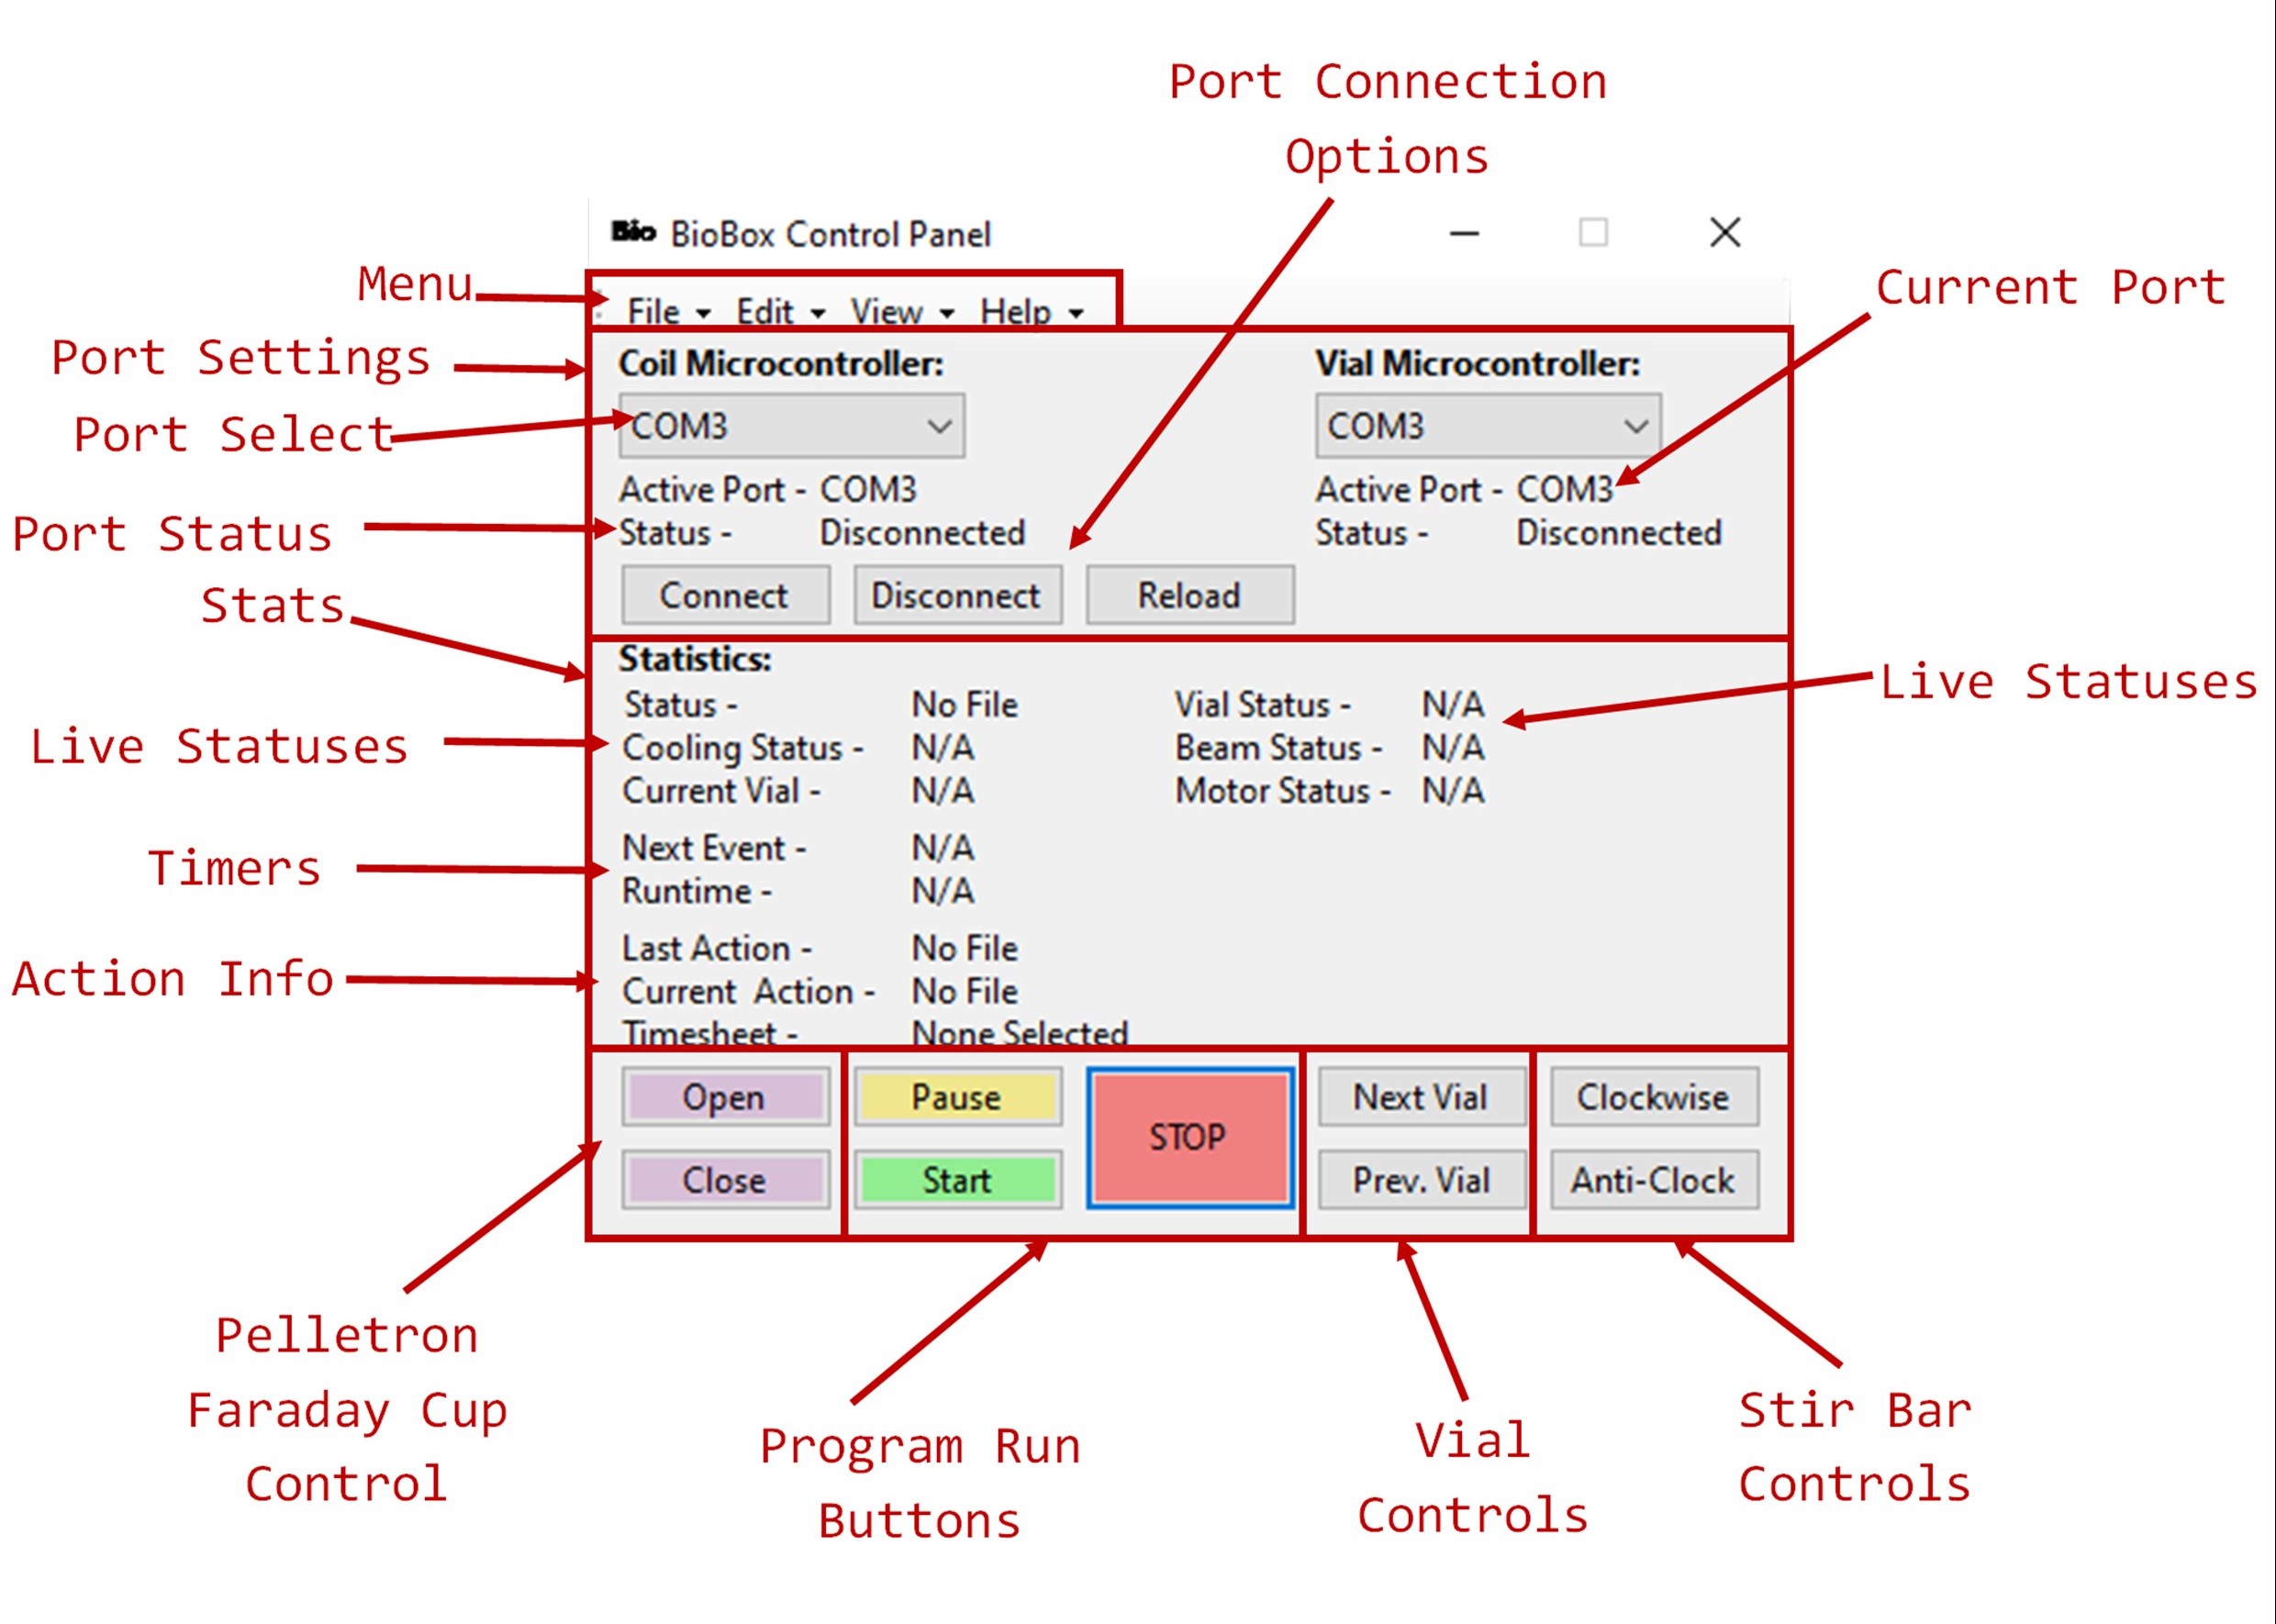 Port Connection
Options
Bio BioBox Control Panel
Menu
File Edit View Help
Current Port
Port Settings
Coil Microcontroller: Vial Microcontroller:
Port Select
COM3 COM3
Active Port - COM3 Active Port - COM3
Port Status
Status - Disconnected Status - Disconnected
Stats
Connect Disconnect Reload
Statistics:
Live Statuses
Status - No File Vial Status - N/A
Live Statuses
Cooling Status - N/A Beam Status - N/A
Current Vial - N/A Motor Status - N/A
Timers
Next Event - N/A
Runtime - N/A
Action Info
Last Action - No File
Current Action - No File
Timesheet - None Selected
Open Pause STOP Next Vial Clockwise
Close Start Prev. Vial Anti-Clock
Pelletron
Faraday Cup
Control
Program Run
Buttons
Vial
Controls
Stir Bar
Controls